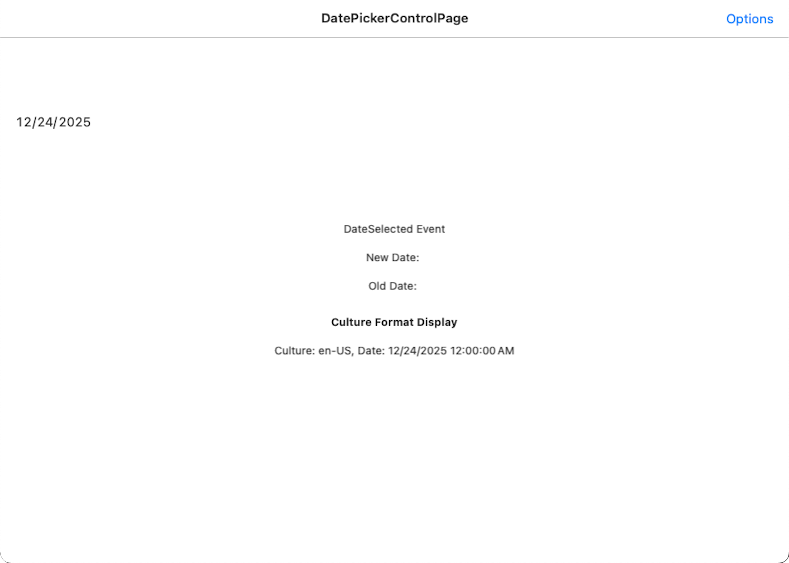 DatePickerControlPage
Options
12/24/2025
DateSelected Event
New Date:
Old Date:
Culture Format Display
Culture: en-US, Date: 12/24/2025 12:00:00 AM